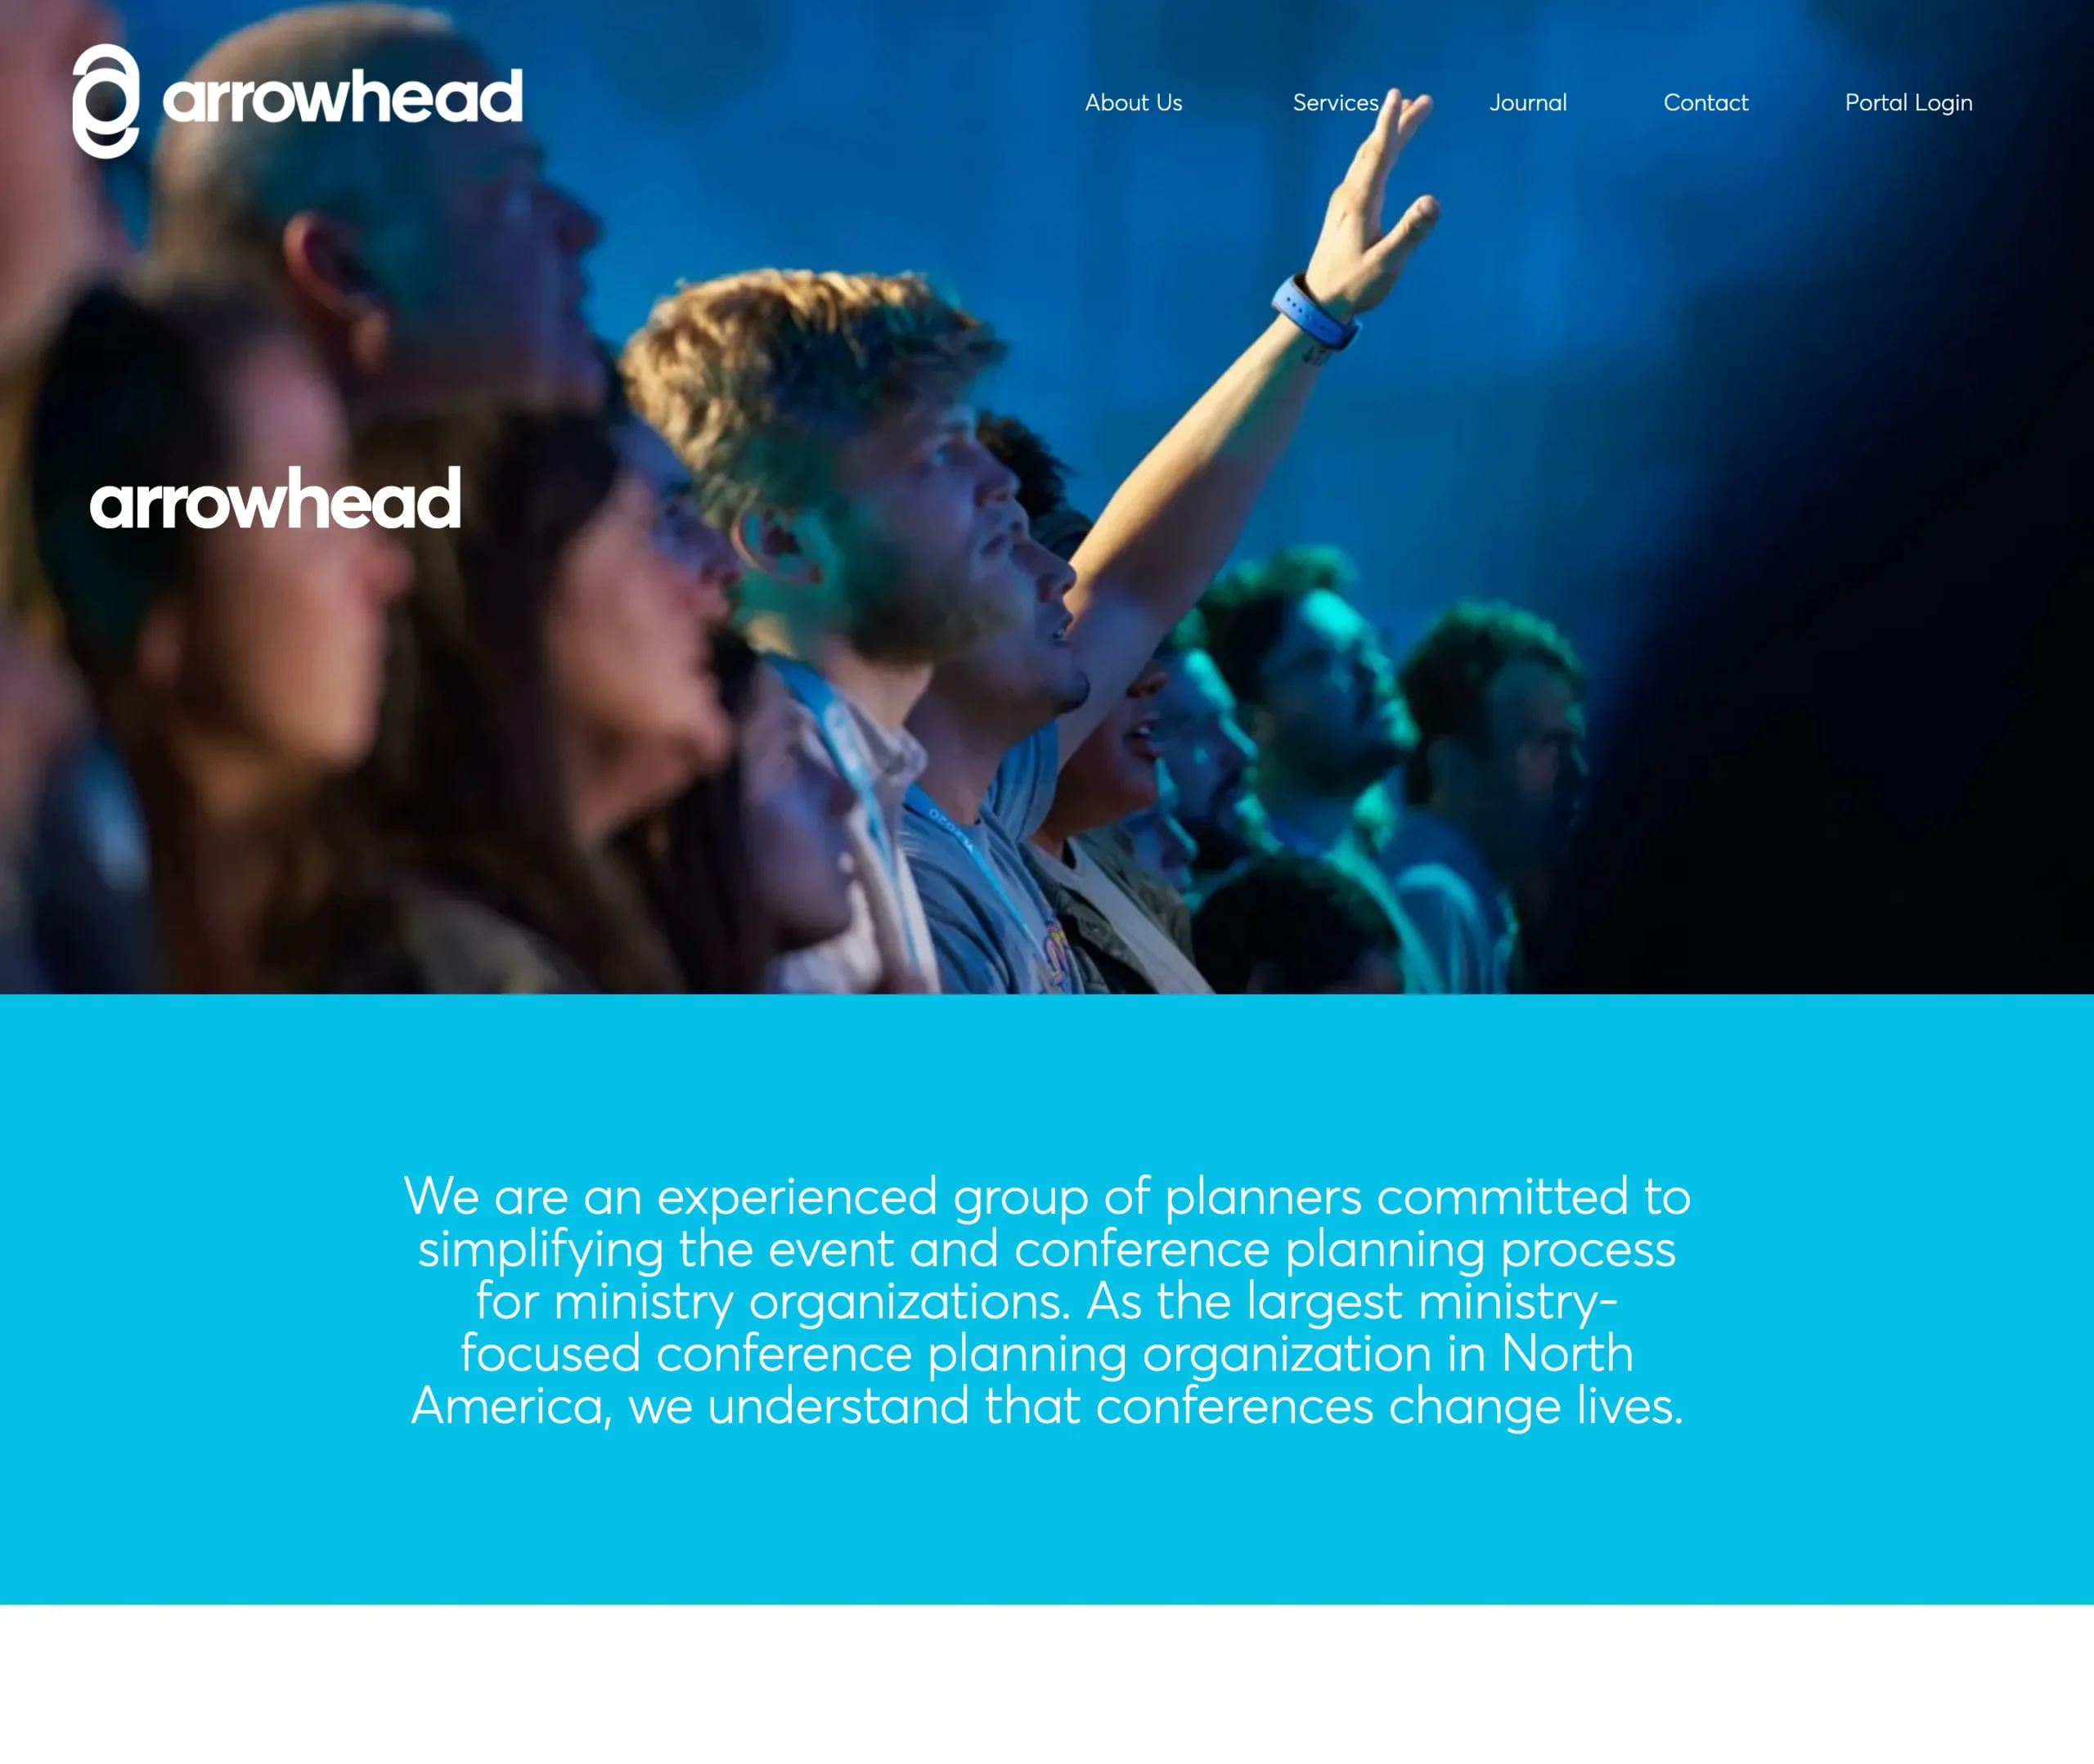 arrowhead
About Us Services Journal Contact Portal Login
arrowhead
We are an experienced group of planners committed to
simplifying the event and conference planning process
for ministry organizations. As the largest ministry-
focused conference planning organization in North
America, we understand that conferences change lives.